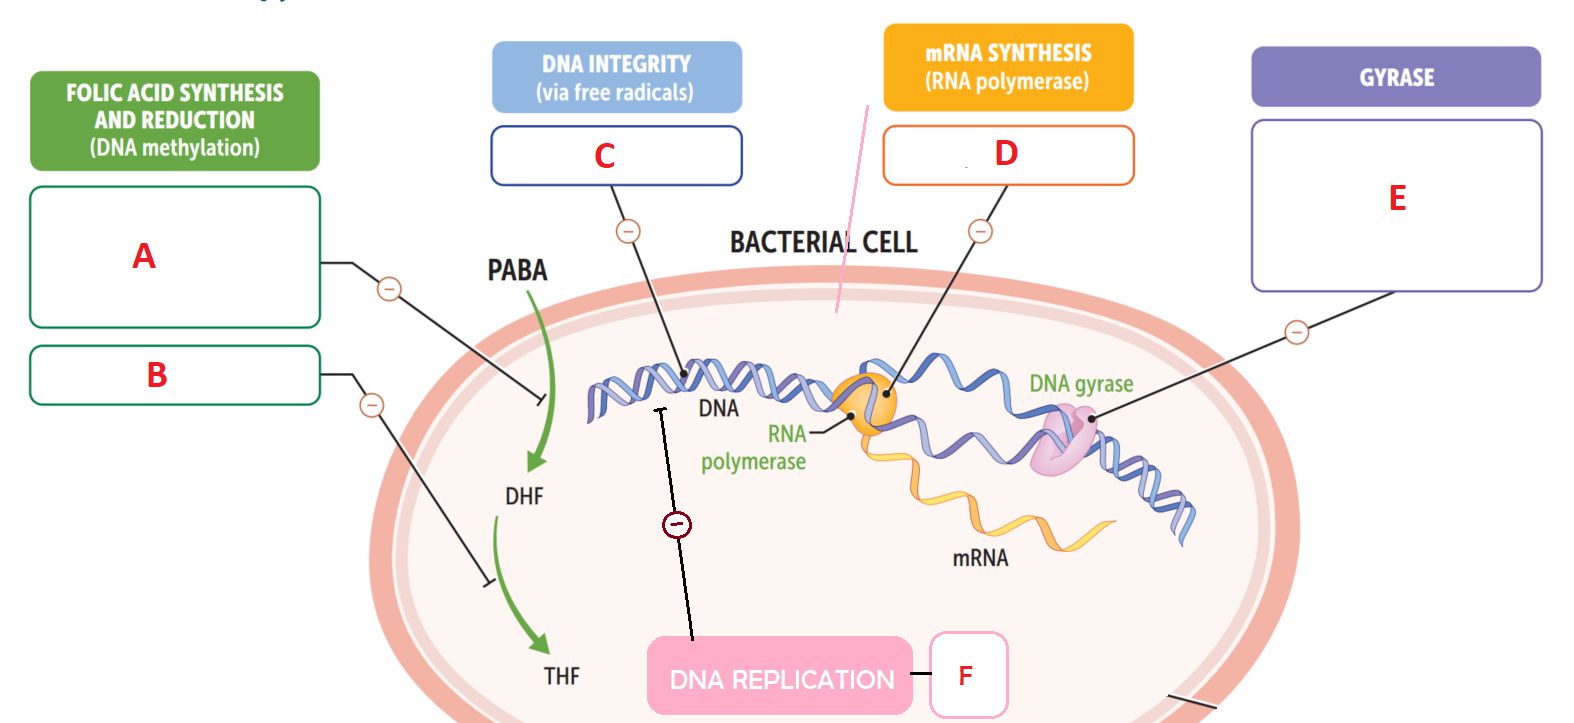 FOLIC ACID SYNTHESIS
AND REDUCTION
(DNA methylation)
A
B
DNA INTEGRITY
(via free radicals)
C
mRNA SYNTHESIS
(RNA polymerase)
D
GYRASE
E
BACTERIAL CELL
PABA
DHF
THF
DNA
RNA
polymerase
DNA gyrase
mRNA
DNA REPLICATION
F